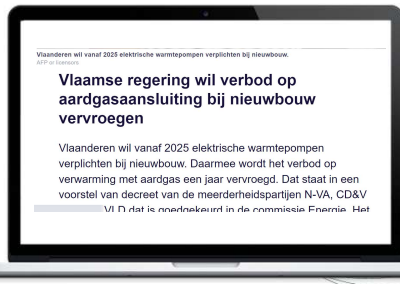 Vlaanderen wil vanaf 2025 elektrische warmtepompen verplichten bij nieuwbouw.
AFP or licensors
Vlaamse regering wil verbod op
aardgasaansluiting bij nieuwbouw
vervroegen
Vlaanderen wil vanaf 2025 elektrische warmtepompen
verplichten bij nieuwbouw. Daarmee wordt het verbod op
verwarming met aardgas een jaar vervroegd. Dat staat in een
voorstel van decreet van de meerderheidspartijen N-VA, CD&V
VLD dat is goedgekeurd in de commissie Energie. Het